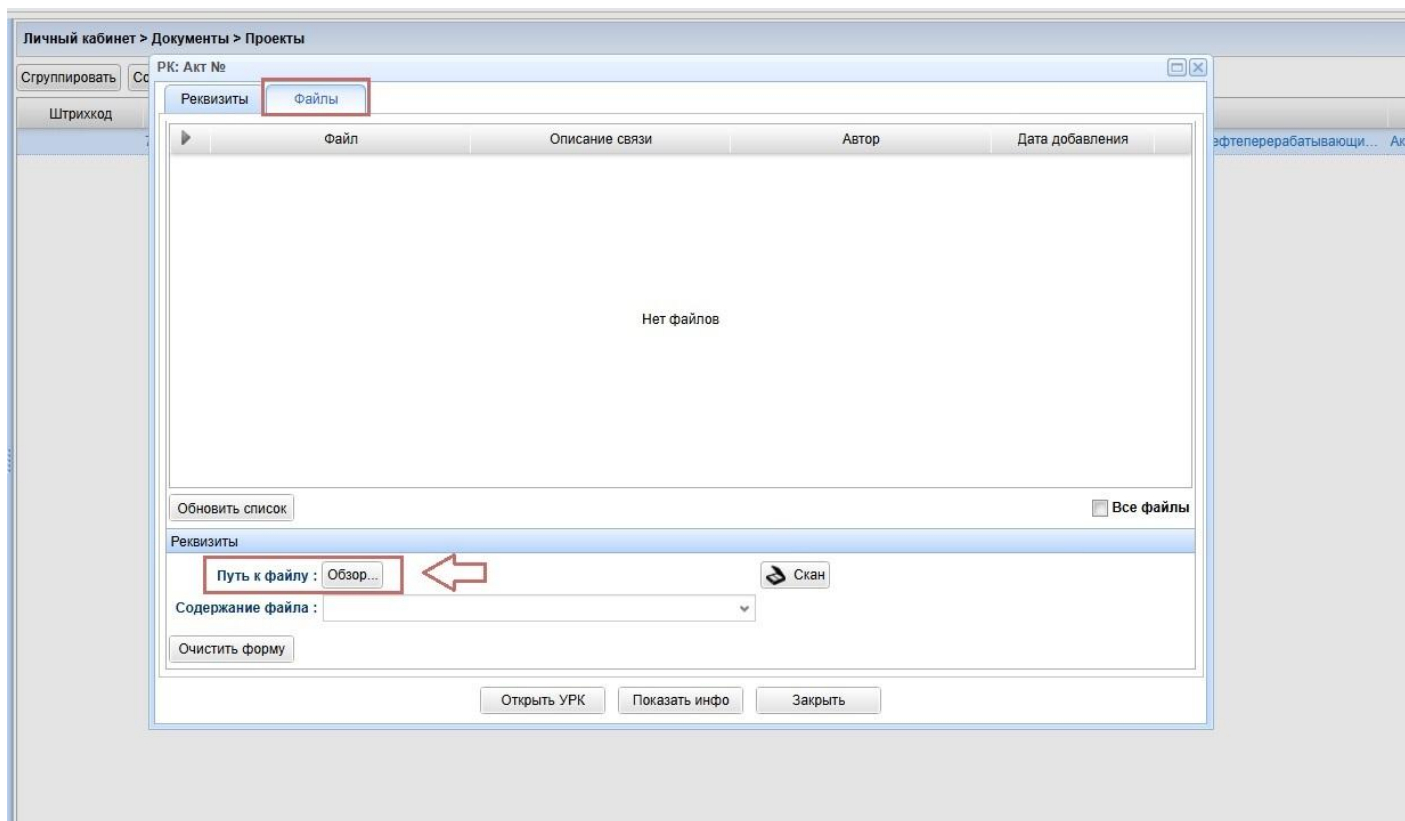 Личный кабинет > Документы > Проекты
Сгруппировать
РК: Акт №
Реквизиты Файлы
Штрихкод
Файл Описание связи Автор Дата добавления
Нет файлов
Обновить список Все файлы
Реквизиты
Путь к файлу : Обзор... Скан
Содержание файла :
Очистить форму
Открыть УРК Показать инфо Закрыть